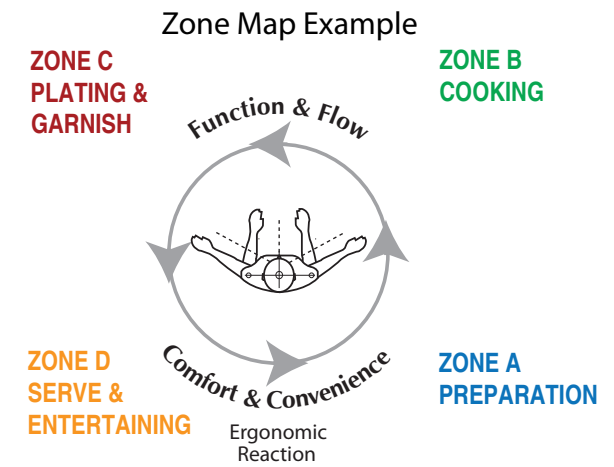 Zone Map Example
ZONE C
PLATING &
GARNISH
ZONE B
COOKING
Function & Flow
ZONE D
SERVE &
ENTERTAINING
Comfort & Convenience
Ergonomic
Reaction
ZONE A
PREPARATION